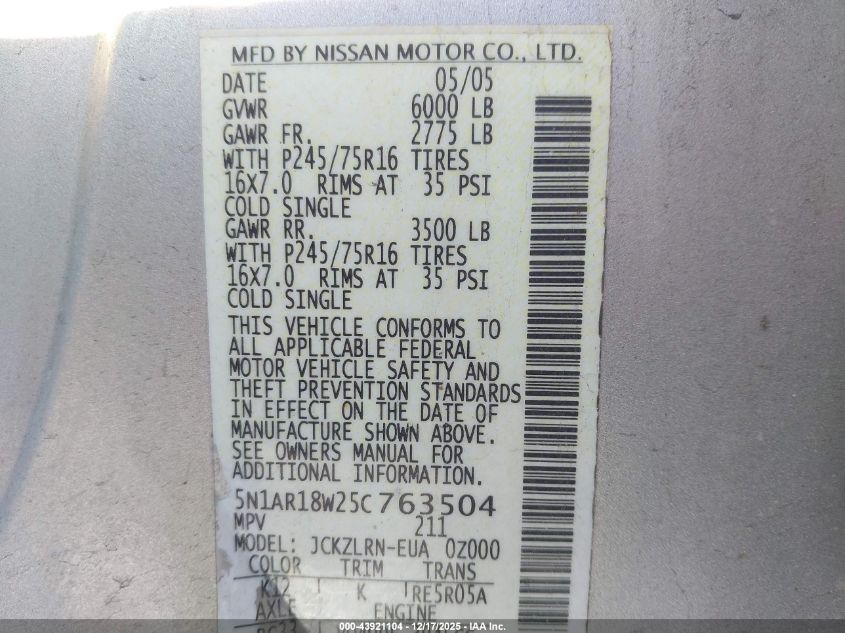 MFD BY NISSAN MOTOR CO., LTD.
DATE 05/05
GVWR 6000 LB
GAWR FR. 2775 LB
WITH P245/75R16 TIRES
16X7.0 RIMS AT 35 PSI
COLD SINGLE
GAWR RR. 3500 LB
WITH P245/75R16 TIRES
16X7.0 RIMS AT 35 PSI
COLD SINGLE
THIS VEHICLE CONFORMS TO
ALL APPLICABLE FEDERAL
MOTOR VEHICLE SAFETY AND
THEFT PREVENTION STANDARDS
IN EFFECT ON THE DATE OF
MANUFACTURE SHOWN ABOVE.
SEE OWNERS MANUAL FOR
ADDITIONAL INFORMATION.
5N1AR18W25C763504
MPV 211
MODEL: JCKZLRN-EUA 0Z000
COLOR TRIM TRANS
K12 K RE5R05A
AXLE ENGINE
000-43921104 - 12/17/2025 - IAA Inc.